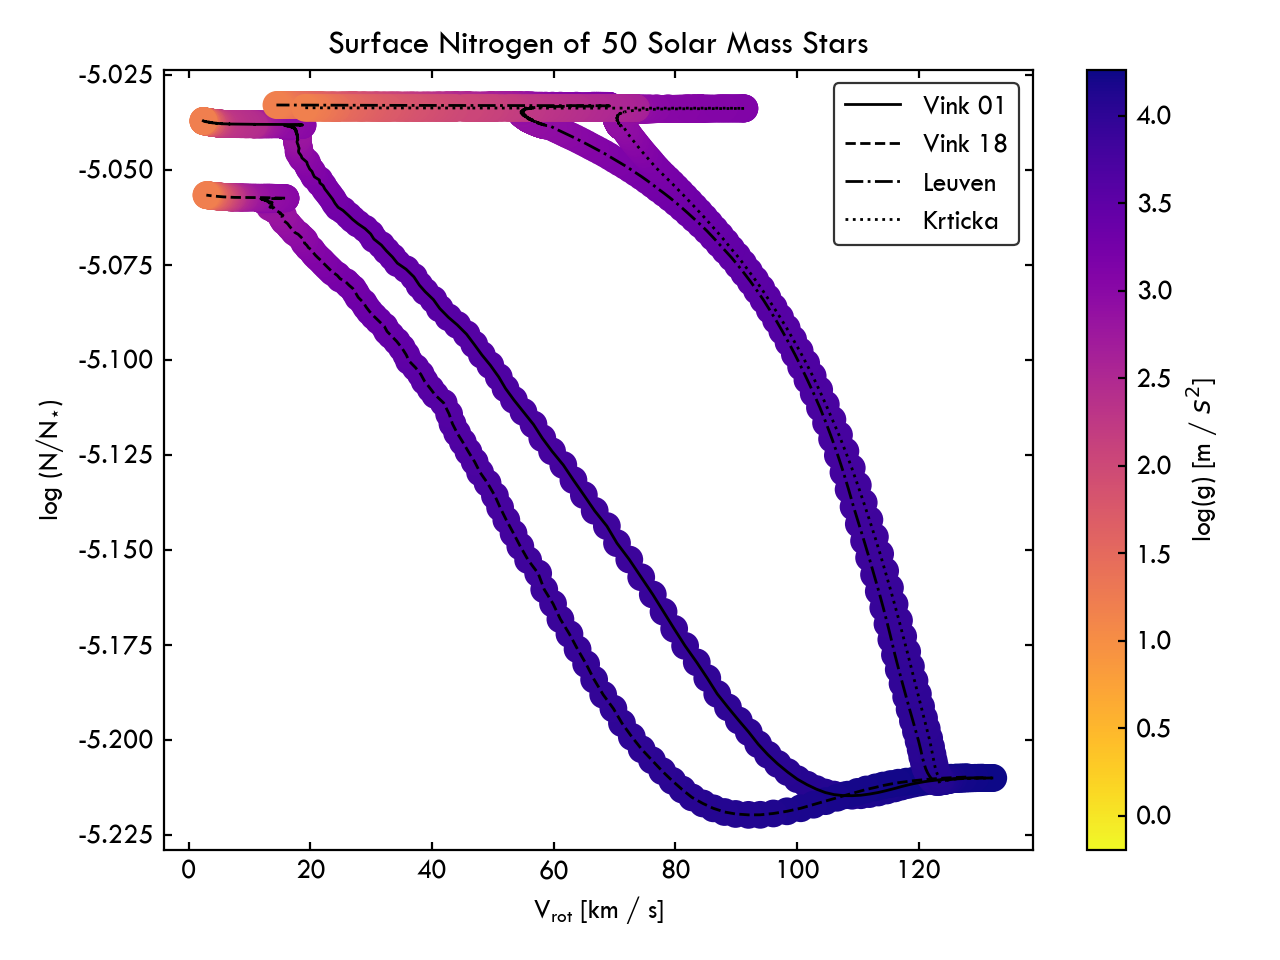 Surface Nitrogen of 50 Solar Mass Stars
Vink 01
Vink 18
Leuven
Krticka
-5.025
-5.050
-5.075
-5.100
-5.125
-5.150
-5.175
-5.200
-5.225
log (N/N⋆)
0 20 40 60 80 100 120
V_rot [km / s]
4.0
3.5
3.0
2.5
2.0
1.5
1.0
0.5
0.0
log(g) [m / s²]